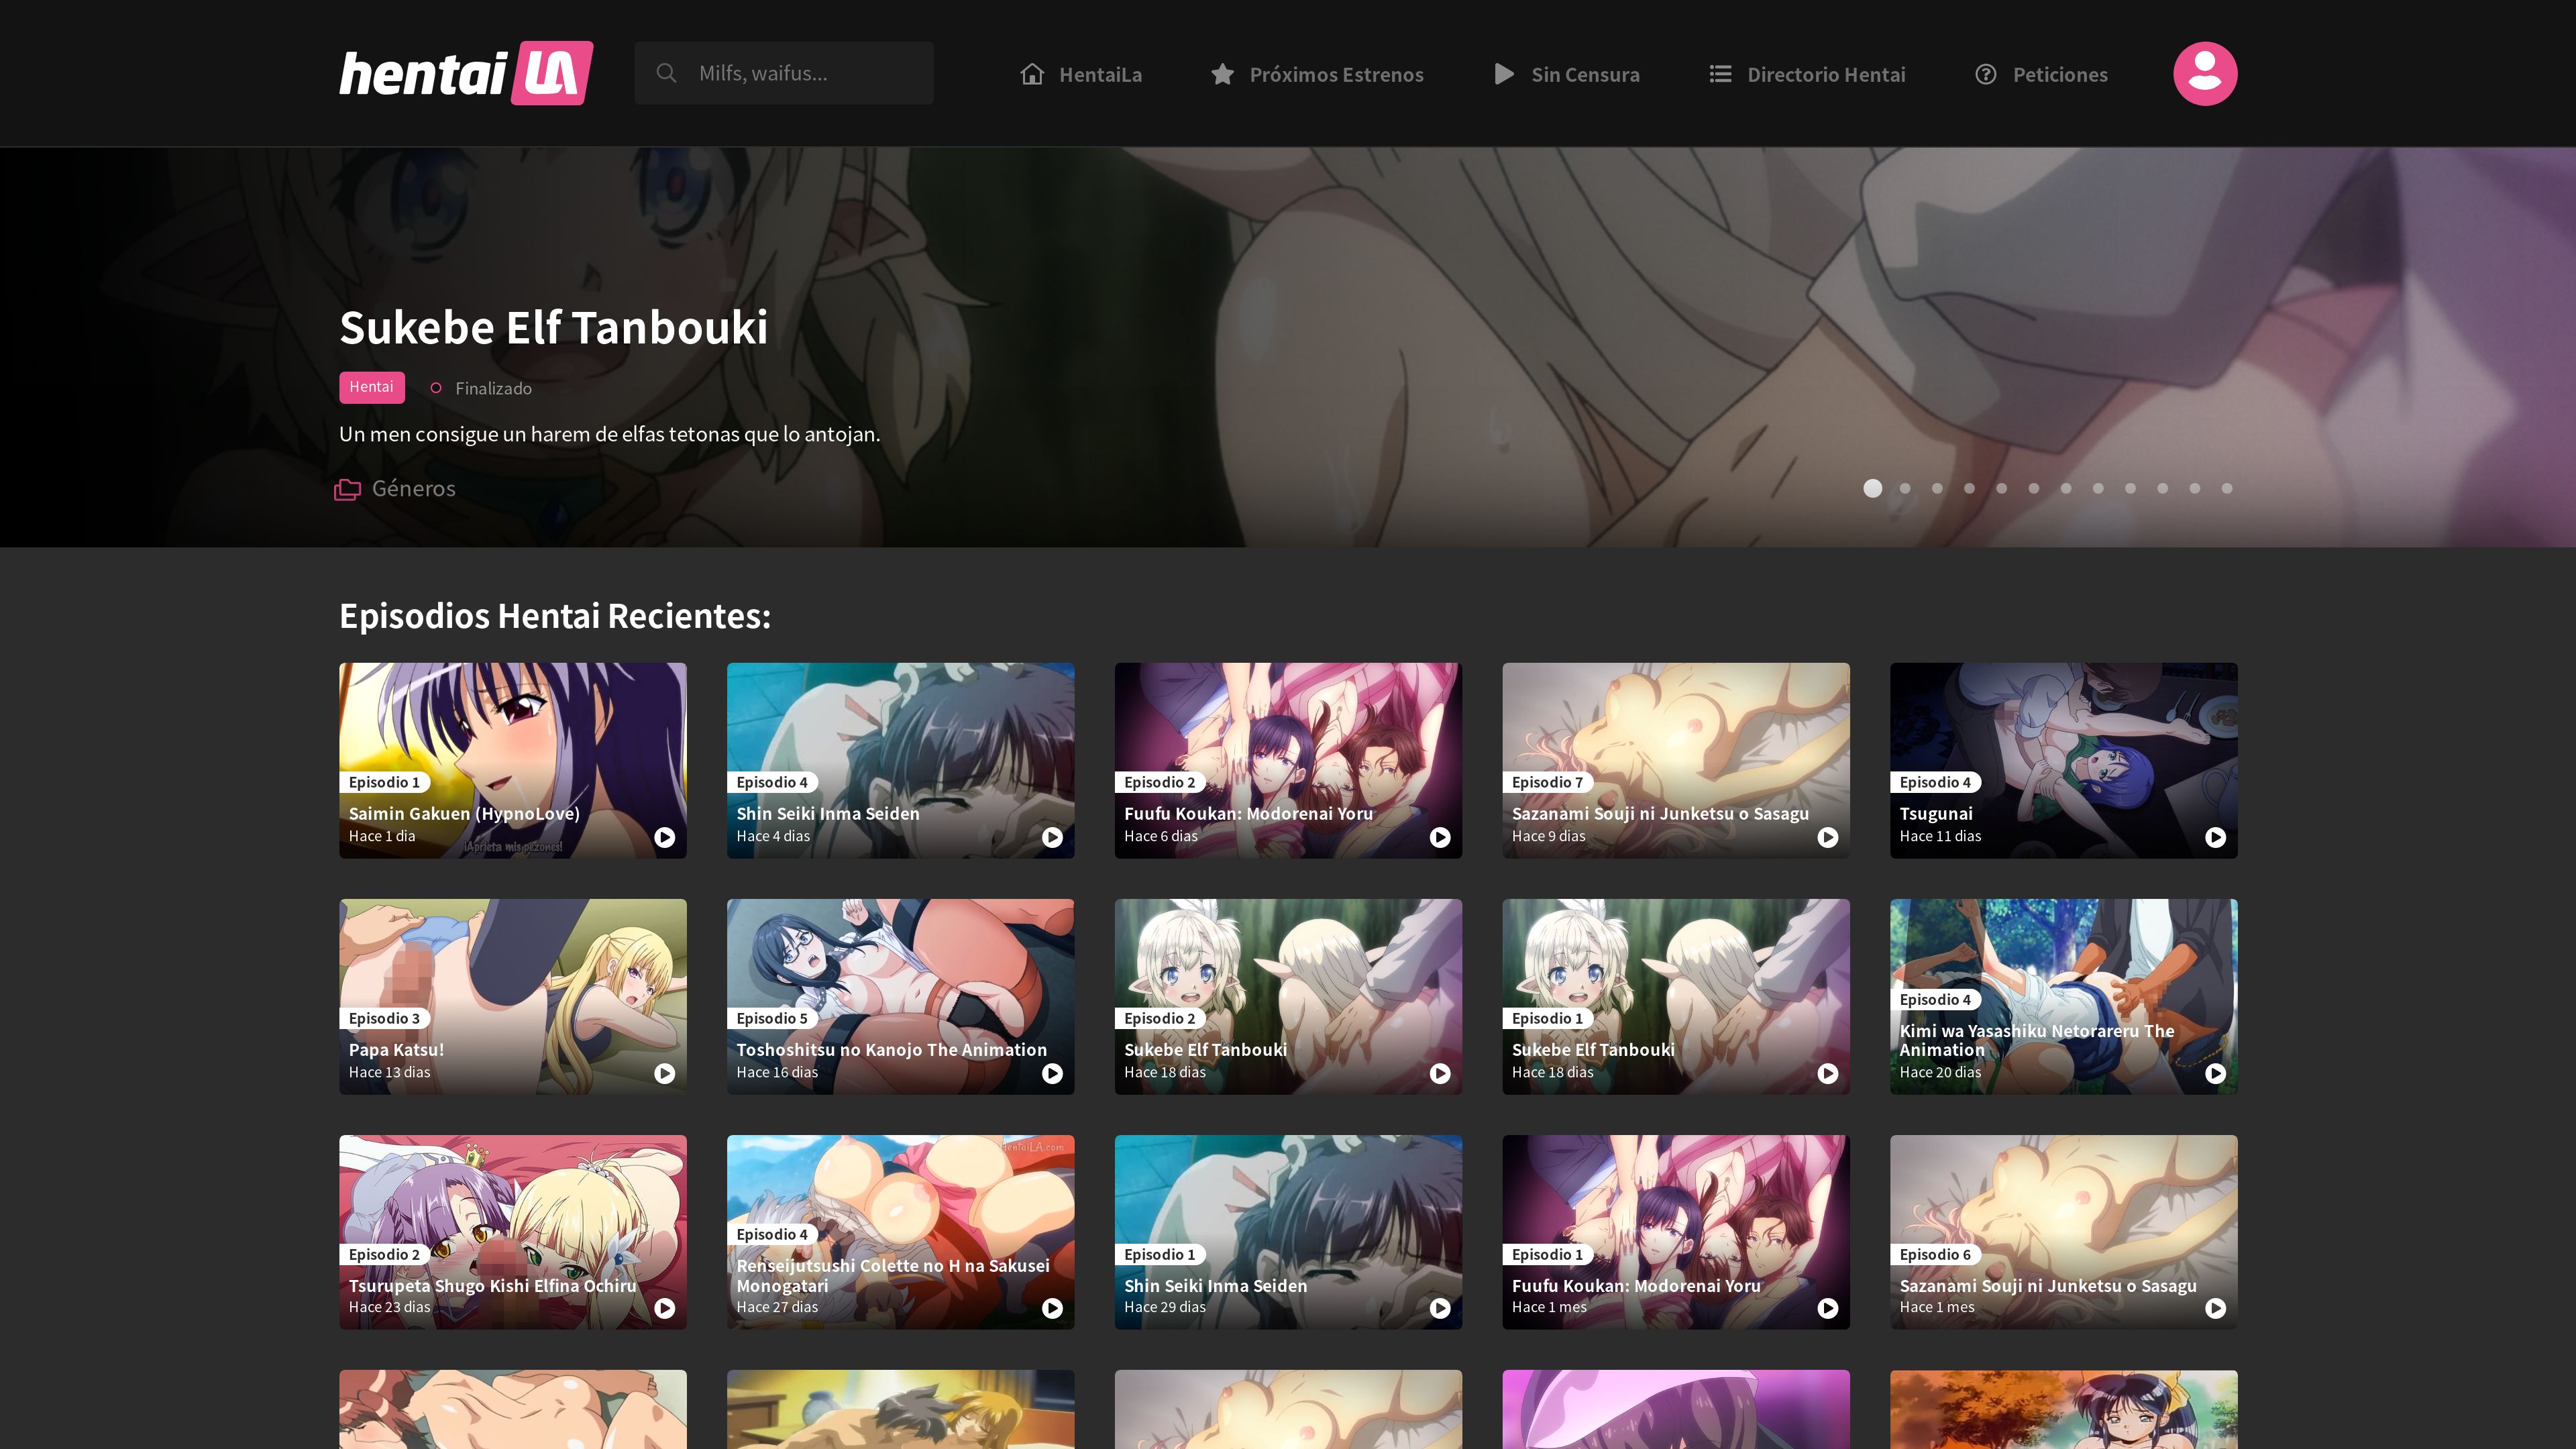 hentai LA
Milfs, waifus...
HentaiLa
Próximos Estrenos
Sin Censura
Directorio Hentai
Peticiones
Sukebe Elf Tanbouki
Hentai
Finalizado
Un men consigue un harem de elfas tetonas que lo antojan.
Géneros
Episodios Hentai Recientes:
Episodio 1
Saimin Gakuen (HypnoLove)
Hace 1 dia
¡Aprieta mis pezones!
Episodio 4
Shin Seiki Inma Seiden
Hace 4 dias
Episodio 2
Fuufu Koukan: Modorenai Yoru
Hace 6 dias
Episodio 7
Sazanami Souji ni Junketsu o Sasagu
Hace 9 dias
Episodio 4
Tsugunai
Hace 11 dias
Episodio 3
Papa Katsu!
Hace 13 dias
Episodio 5
Toshoshitsu no Kanojo The Animation
Hace 16 dias
Episodio 2
Sukebe Elf Tanbouki
Hace 18 dias
Episodio 1
Sukebe Elf Tanbouki
Hace 18 dias
Episodio 4
Kimi wa Yasashiku Netorareru The
Animation
Hace 20 dias
Episodio 2
Tsurupeta Shugo Kishi Elfina Ochiru
Hace 23 dias
HentaiLA.com
Episodio 4
Renseijutsushi Colette no H na Sakusei
Monogatari
Hace 27 dias
Episodio 1
Shin Seiki Inma Seiden
Hace 29 dias
Episodio 1
Fuufu Koukan: Modorenai Yoru
Hace 1 mes
Episodio 6
Sazanami Souji ni Junketsu o Sasagu
Hace 1 mes